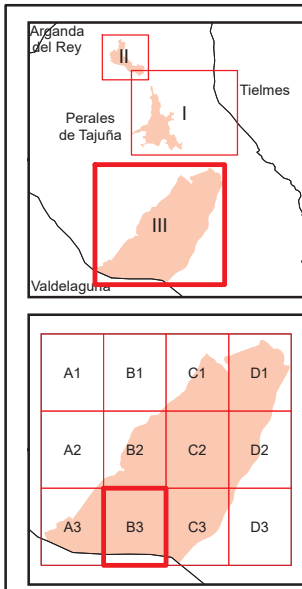 Arganda
del Rey
II
Tielmes
I
Perales
de Tajuña
III
Valdelaguna
A1 B1 C1 D1
A2 B2 C2 D2
A3 B3 C3 D3